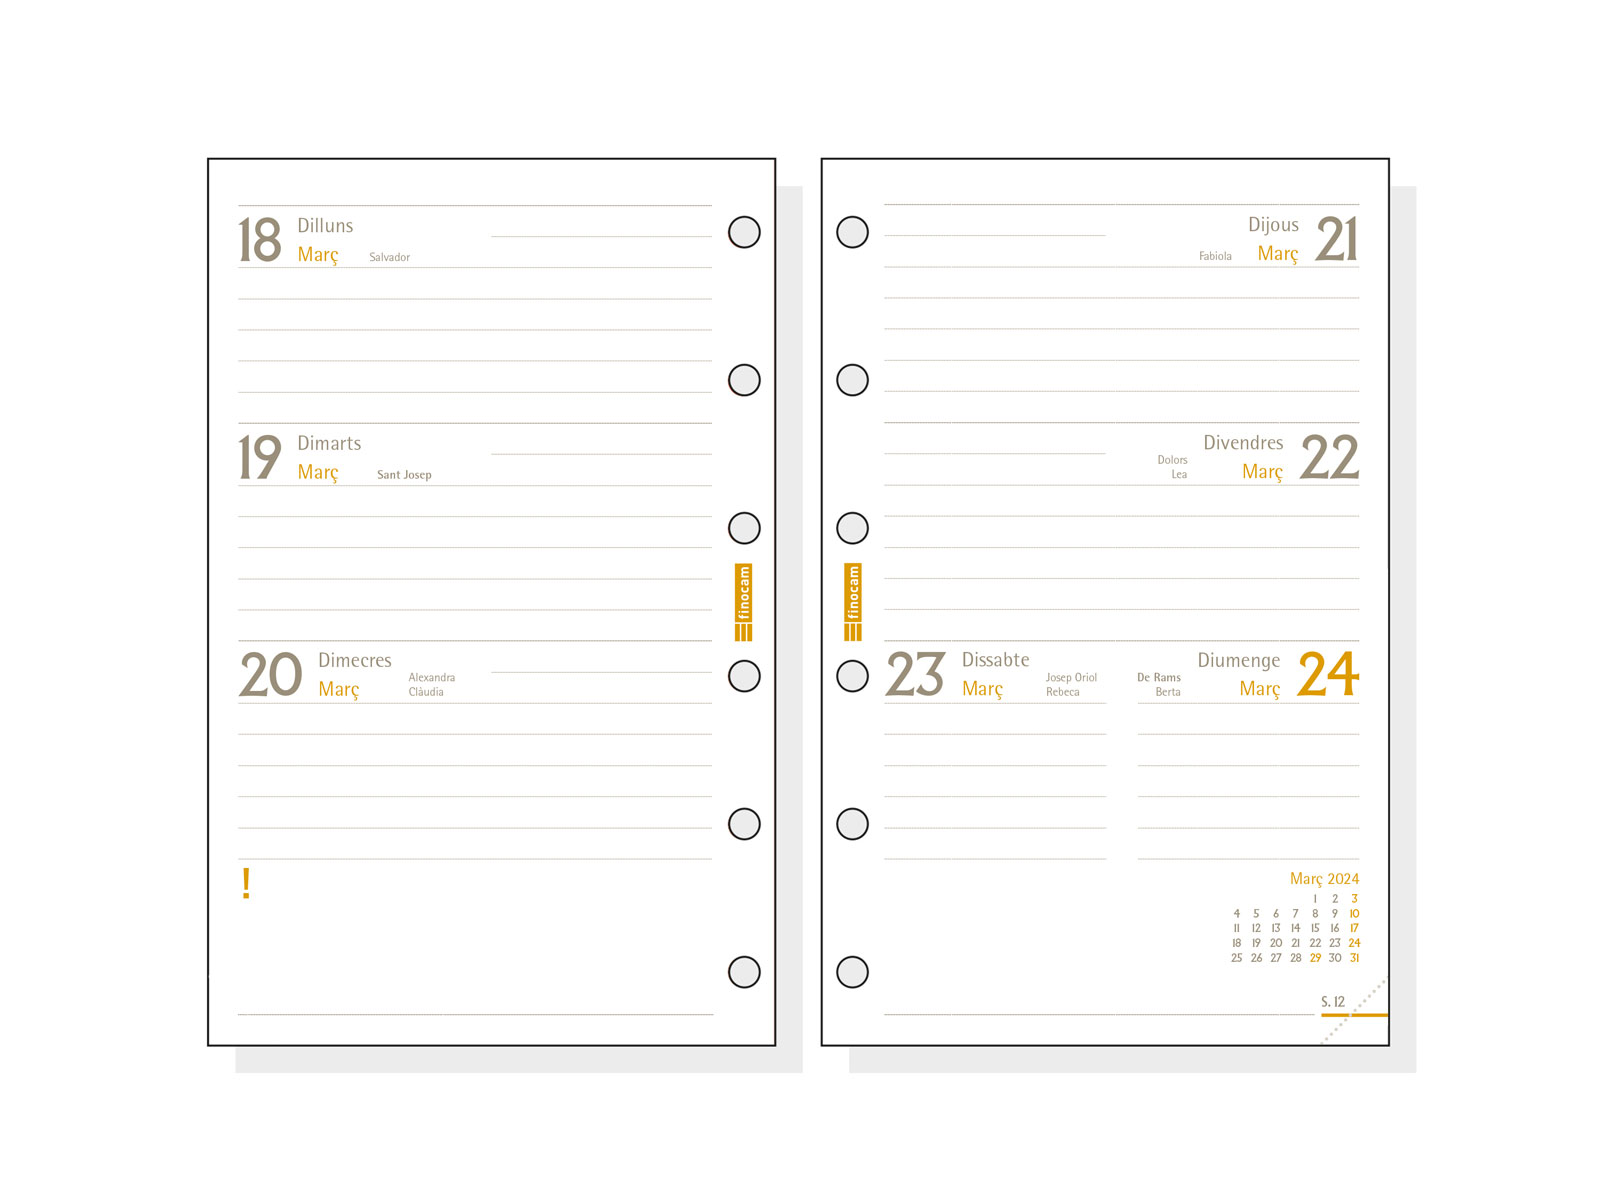 18 Dilluns
Març Salvador
19 Dimarts
Març Sant Josep
20 Dimecres
Març Alexandra
Clàudia
!
finocam
21 Dijous
Març Fabiola
22 Divendres
Març Dolors
Lea
finocam
23 Dissabte
Març Josep Oriol
Rebeca
24 Diumenge
Març De Rams
Berta
Març 2024
1 2 3
4 5 6 7 8 9 10
11 12 13 14 15 16 17
18 19 20 21 22 23 24
25 26 27 28 29 30 31
S. 12